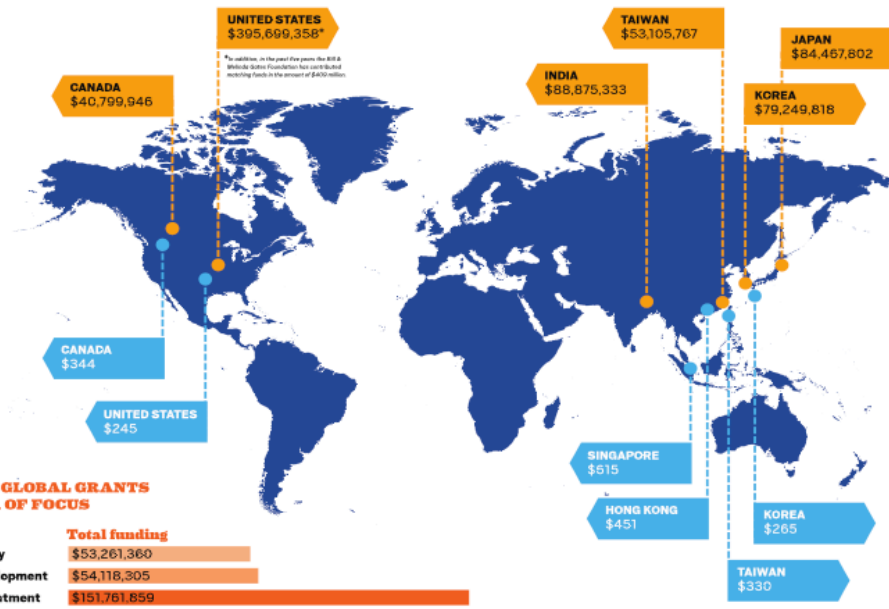 UNITED STATES
$395,699,358*
*In addition, in the past five years the Bill &
Melinda Gates Foundation has contributed
matching funds in the amount of $409 million.
TAIWAN
$53,105,767
JAPAN
$84,467,802
CANADA
$40,799,946
INDIA
$88,875,333
KOREA
$79,249,818
CANADA
$344
UNITED STATES
$245
SINGAPORE
$615
HONG KONG
$451
KOREA
$265
TAIWAN
$330
GLOBAL GRANTS
OF FOCUS
Total funding
y $53,261,360
lopment $54,118,305
stment $151,761,859